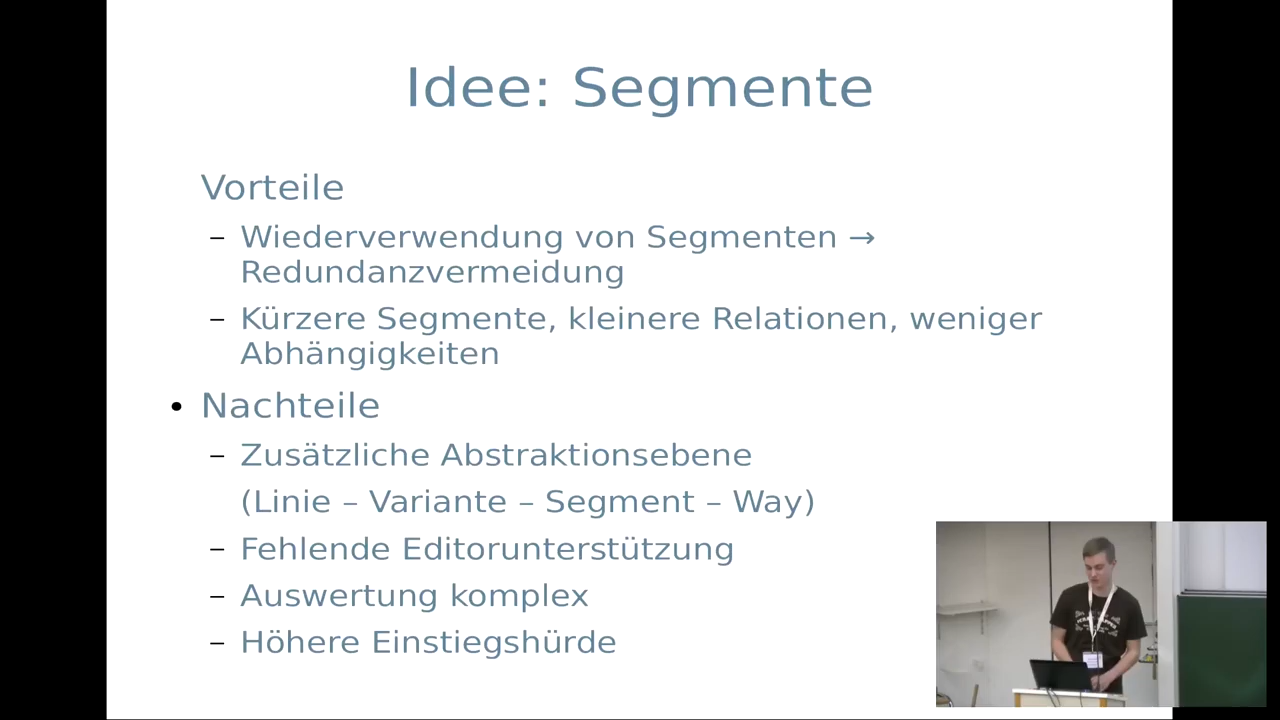 Idee: Segmente
Vorteile
– Wiederverwendung von Segmenten →
Redundanzvermeidung
– Kürzere Segmente, kleinere Relationen, weniger
Abhängigkeiten
• Nachteile
– Zusätzliche Abstraktionsebene
(Linie – Variante – Segment – Way)
– Fehlende Editorunterstützung
– Auswertung komplex
– Höhere Einstiegshürde